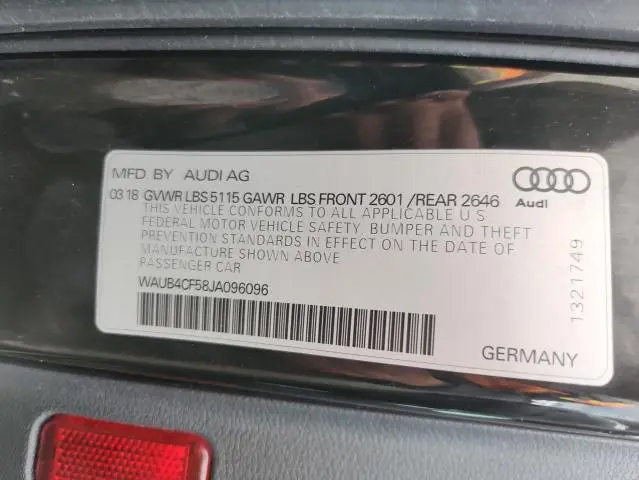 MFD. BY AUDI AG
03 18 GVWR LBS 5115 GAWR LBS FRONT 2601 /REAR 2646
Audi
THIS VEHICLE CONFORMS TO ALL APPLICABLE U S
FEDERAL MOTOR VEHICLE SAFETY, BUMPER AND THEFT
PREVENTION STANDARDS IN EFFECT ON THE DATE OF
MANUFACTURE SHOWN ABOVE
PASSENGER CAR
WAUB4CF58JA096096
1321749
GERMANY